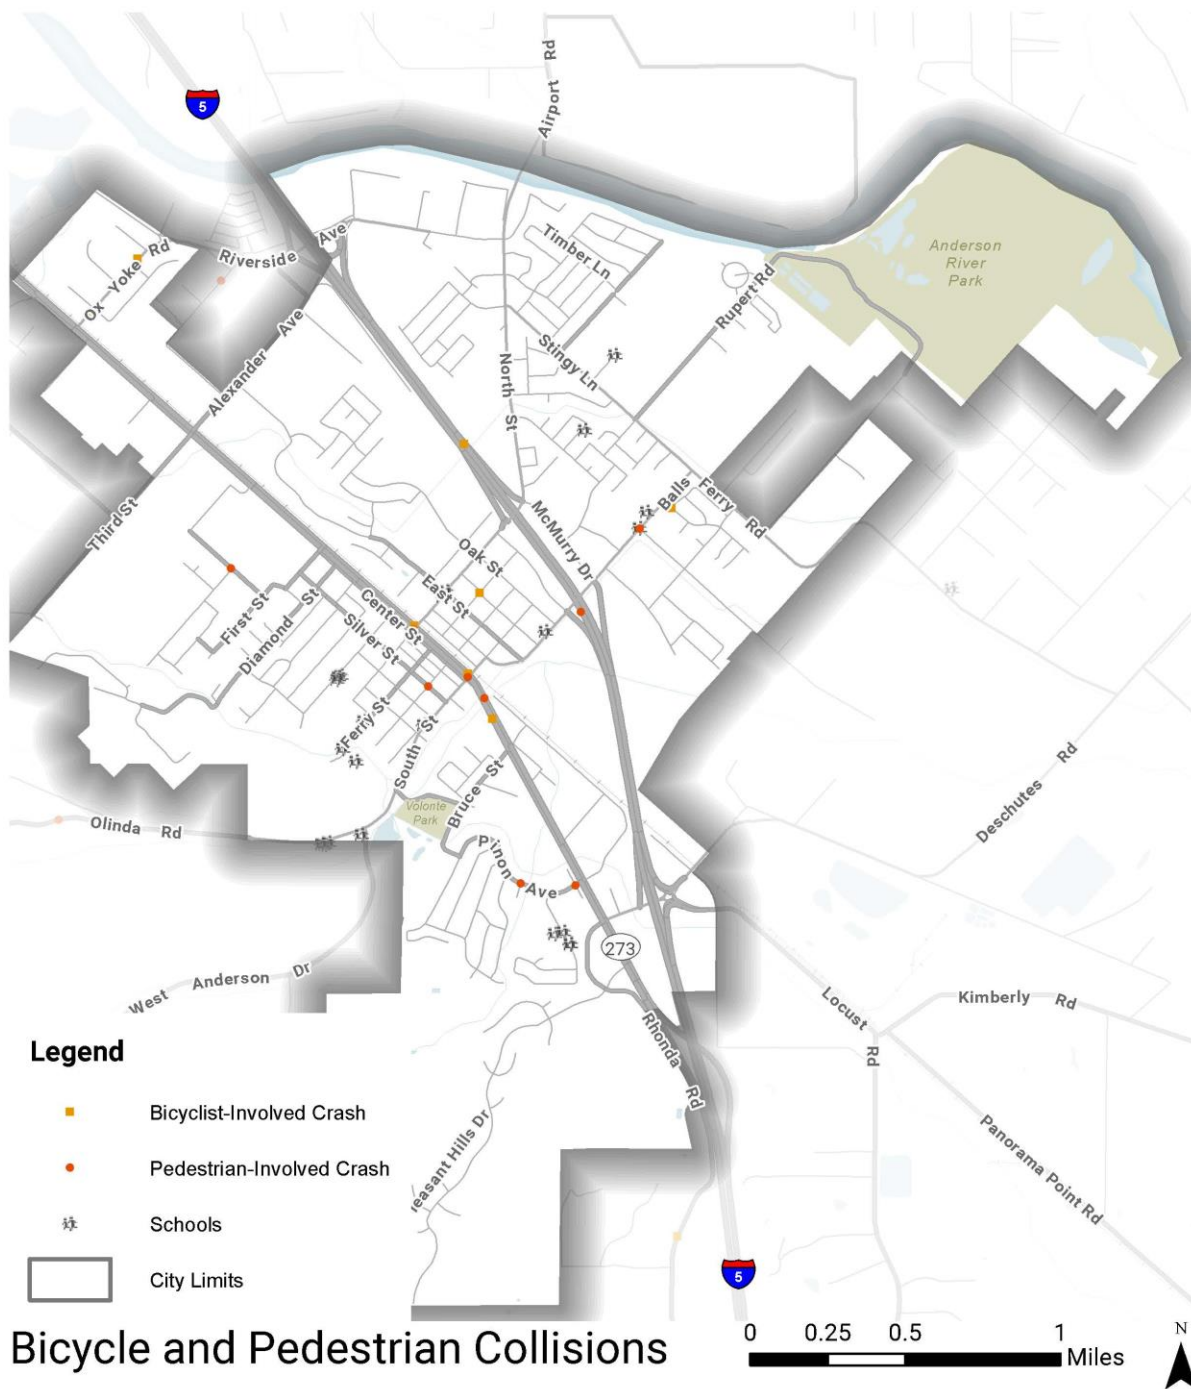 5
Airport Rd
Timber Ln
Anderson
River
Park
Riverside Ave
Ox Yoke Rd
Rupert Rd
Alexander Ave
Stingy Ln
North St
Balls Ferry Rd
McMurry Dr
Third St
Oak St
East St
Center St
First St
Diamond St
Silver St
Ferry St
South St
Bruce St
Volonte
Park
Pinon Ave
Olinda Rd
Deschutes Rd
West Anderson Dr
273
Locust Rd
Kimberly Rd
Rhonda Rd
Panorama Point Rd
easant Hills Dr
5
Legend
Bicyclist-Involved Crash
Pedestrian-Involved Crash
Schools
City Limits
Bicycle and Pedestrian Collisions
0 0.25 0.5 1
Miles
N